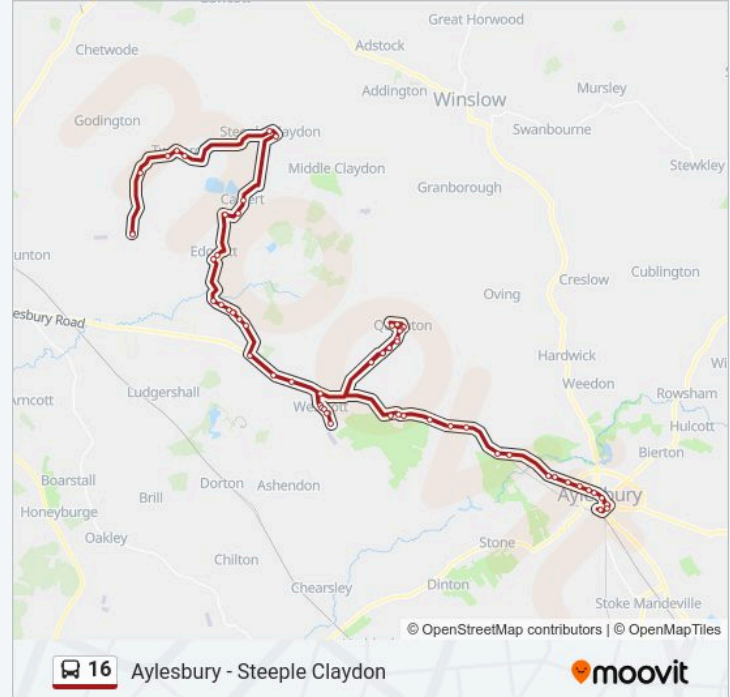 Great Horwood
Chetwode
Adstock
Addington
Mursley
Winslow
Godington
Swanbourne
Stewkley
Middle Claydon
Granborough
Calvert
Cublington
Creslow
Oving
Hardwick
Weedon
Ludgershall
Rowsham
Hulcott
Bierton
Boarstall
Dorton
Ashendon
Brill
Aylesbury
Honeyburge
Oakley
Stone
Chilton
Chearsley
Dinton
Stoke Mandeville
© OpenStreetMap contributors | © OpenMapTiles
16 Aylesbury - Steeple Claydon
moovit